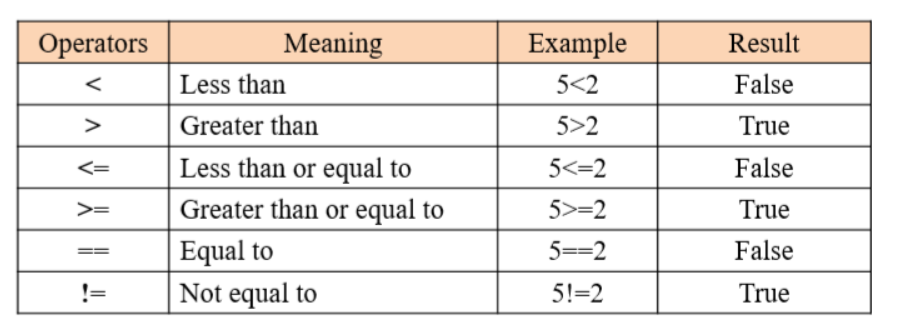 Operators Meaning Example Result
< Less than 5<2 False
> Greater than 5>2 True
<= Less than or equal to 5<=2 False
>= Greater than or equal to 5>=2 True
== Equal to 5==2 False
!= Not equal to 5!=2 True